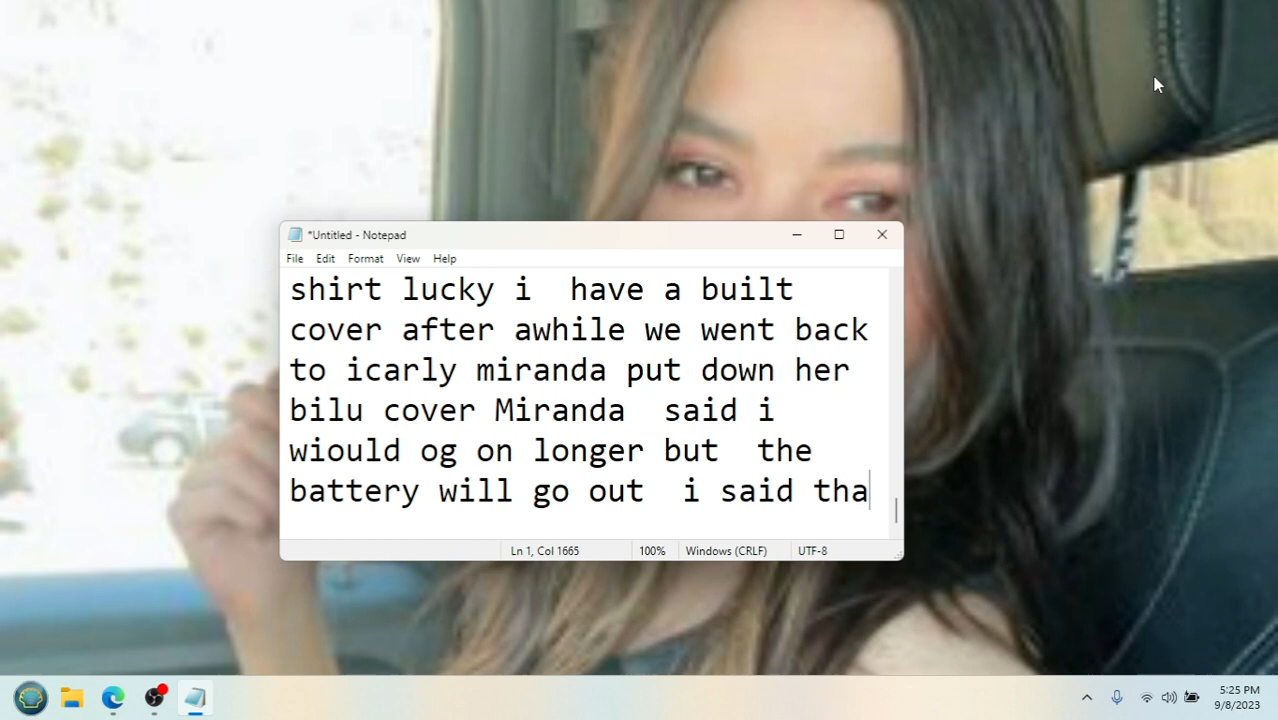 *Untitled - Notepad
File Edit Format View Help
shirt lucky i  have a built
cover after awhile we went back
to icarly miranda put down her
bilu cover Miranda  said i
wiould og on longer but  the
battery will go out  i said tha
Ln 1, Col 1665 100% Windows (CRLF) UTF-8
5:25 PM
9/8/2023